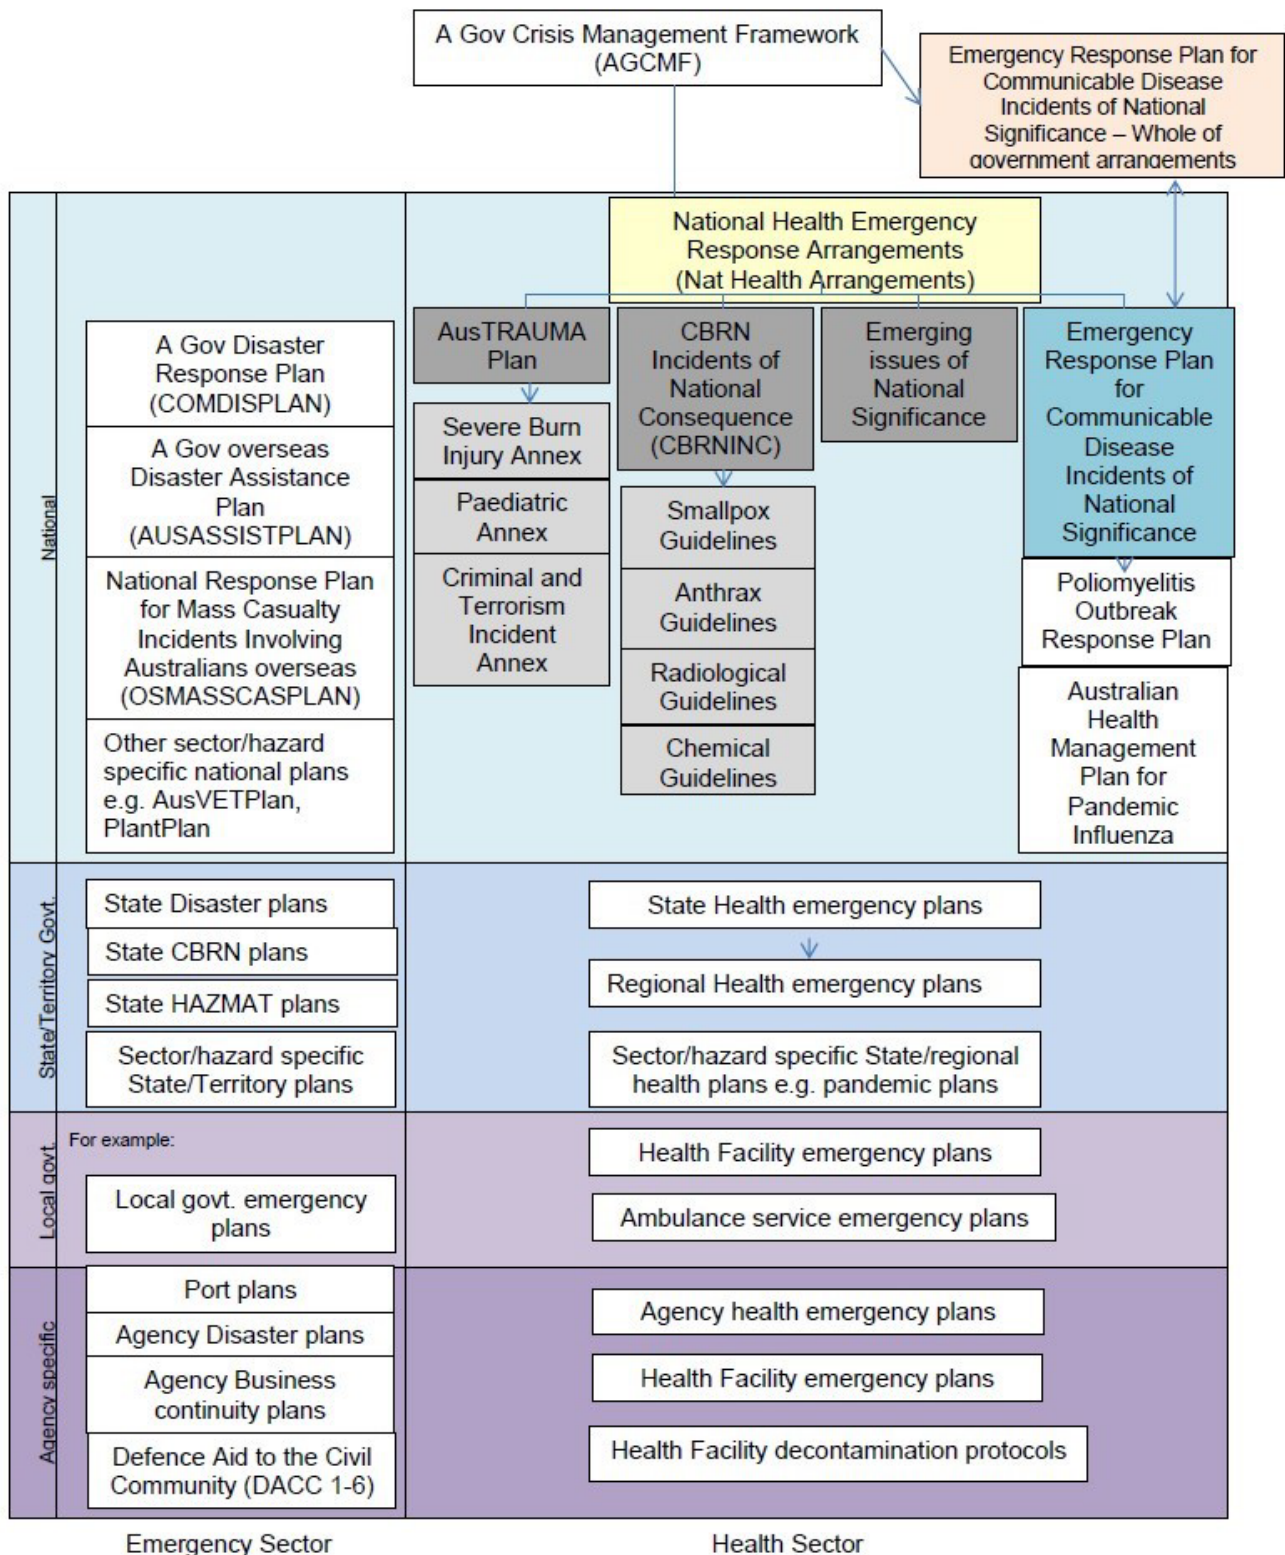 A Gov Crisis Management Framework
(AGCMF)
Emergency Response Plan for
Communicable Disease
Incidents of National
Significance – Whole of
government arrangements
National
National Health Emergency
Response Arrangements
(Nat Health Arrangements)
A Gov Disaster
Response Plan
(COMDISPLAN)
A Gov overseas
Disaster Assistance
Plan
(AUSASSISTPLAN)
National Response Plan
for Mass Casualty
Incidents Involving
Australians overseas
(OSMASSCASPLAN)
Other sector/hazard
specific national plans
e.g. AusVETPlan,
PlantPlan
AusTRAUMA
Plan
Severe Burn
Injury Annex
Paediatric
Annex
Criminal and
Terrorism
Incident
Annex
CBRN
Incidents of
National
Consequence
(CBRNINC)
Smallpox
Guidelines
Anthrax
Guidelines
Radiological
Guidelines
Chemical
Guidelines
Emerging
issues of
National
Significance
Emergency
Response Plan
for
Communicable
Disease
Incidents of
National
Significance
Poliomyelitis
Outbreak
Response Plan
Australian
Health
Management
Plan for
Pandemic
Influenza
State/Territory Govt.
State Disaster plans
State CBRN plans
State HAZMAT plans
Sector/hazard specific
State/Territory plans
State Health emergency plans
Regional Health emergency plans
Sector/hazard specific State/regional
health plans e.g. pandemic plans
Local govt.
For example:
Local govt. emergency
plans
Health Facility emergency plans
Ambulance service emergency plans
Agency specific
Port plans
Agency Disaster plans
Agency Business
continuity plans
Defence Aid to the Civil
Community (DACC 1-6)
Agency health emergency plans
Health Facility emergency plans
Health Facility decontamination protocols
Emergency Sector
Health Sector